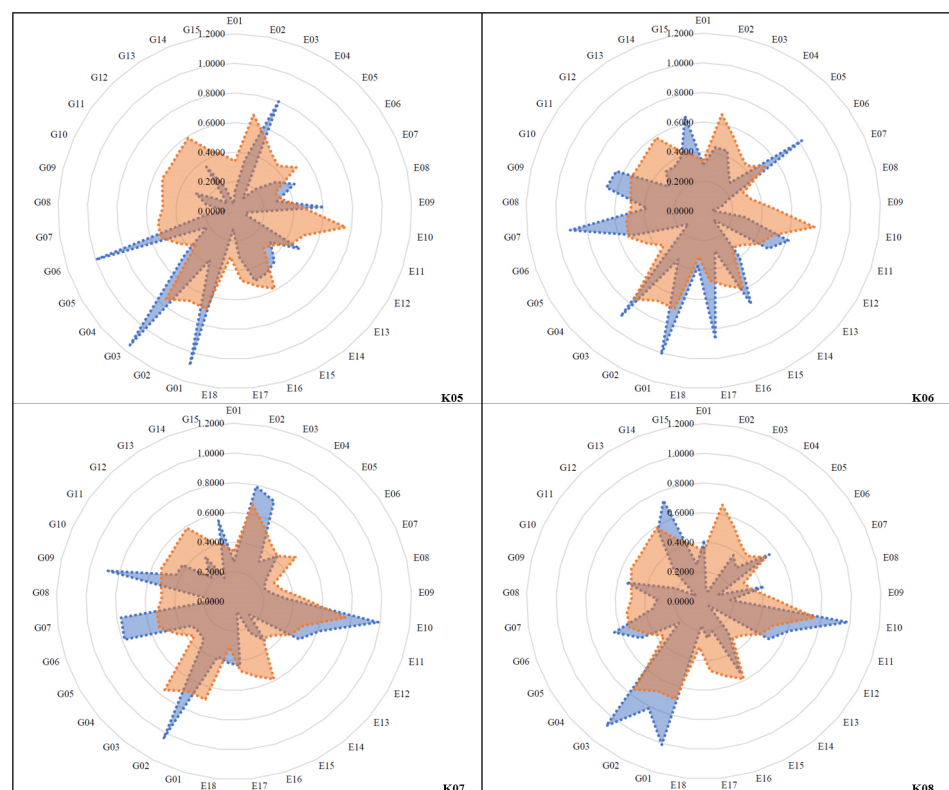 E01
E02
E03
E04
E05
E06
E07
E08
E09
E10
E11
E12
E13
E14
E15
E16
E17
E18
G01
G02
G03
G04
G05
G06
G07
G08
G09
G10
G11
G12
G13
G14
G15
1.2000
1.0000
0.8000
0.6000
0.4000
0.2000
0.0000
K05
E01
E02
E03
E04
E05
E06
E07
E08
E09
E10
E11
E12
E13
E14
E15
E16
E17
E18
G01
G02
G03
G04
G05
G06
G07
G08
G09
G10
G11
G12
G13
G14
G15
1.2000
1.0000
0.8000
0.6000
0.4000
0.2000
0.0000
K06
E01
E02
E03
E04
E05
E06
E07
E08
E09
E10
E11
E12
E13
E14
E15
E16
E17
E18
G01
G02
G03
G04
G05
G06
G07
G08
G09
G10
G11
G12
G13
G14
G15
1.2000
1.0000
0.8000
0.6000
0.4000
0.2000
0.0000
K07
E01
E02
E03
E04
E05
E06
E07
E08
E09
E10
E11
E12
E13
E14
E15
E16
E17
E18
G01
G02
G03
G04
G05
G06
G07
G08
G09
G10
G11
G12
G13
G14
G15
1.2000
1.0000
0.8000
0.6000
0.4000
0.2000
0.0000
K08